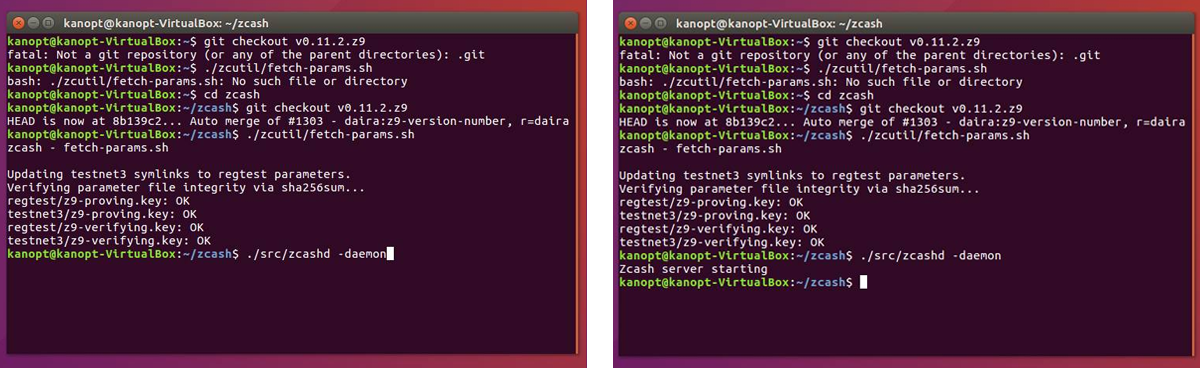 kanopt@kanopt-VirtualBox: ~/zcash
kanopt@kanopt-VirtualBox:~$ git checkout v0.11.2.z9
fatal: Not a git repository (or any of the parent directories): .git
kanopt@kanopt-VirtualBox:~$ ./zcutil/fetch-params.sh
bash: ./zcutil/fetch-params.sh: No such file or directory
kanopt@kanopt-VirtualBox:~$ cd zcash
kanopt@kanopt-VirtualBox:~/zcash$ git checkout v0.11.2.z9
HEAD is now at 8b139c2... Auto merge of #1303 - daira:z9-version-number, r=daira
kanopt@kanopt-VirtualBox:~/zcash$ ./zcutil/fetch-params.sh
zcash - fetch-params.sh
Updating testnet3 symlinks to regtest parameters.
Verifying parameter file integrity via sha256sum...
regtest/z9-proving.key: OK
testnet3/z9-proving.key: OK
regtest/z9-verifying.key: OK
testnet3/z9-verifying.key: OK
kanopt@kanopt-VirtualBox:~/zcash$ ./src/zcashd -daemon
kanopt@kanopt-VirtualBox: ~/zcash
kanopt@kanopt-VirtualBox:~$ git checkout v0.11.2.z9
fatal: Not a git repository (or any of the parent directories): .git
kanopt@kanopt-VirtualBox:~$ ./zcutil/fetch-params.sh
bash: ./zcutil/fetch-params.sh: No such file or directory
kanopt@kanopt-VirtualBox:~$ cd zcash
kanopt@kanopt-VirtualBox:~/zcash$ git checkout v0.11.2.z9
HEAD is now at 8b139c2... Auto merge of #1303 - daira:z9-version-number, r=daira
kanopt@kanopt-VirtualBox:~/zcash$ ./zcutil/fetch-params.sh
zcash - fetch-params.sh
Updating testnet3 symlinks to regtest parameters.
Verifying parameter file integrity via sha256sum...
regtest/z9-proving.key: OK
testnet3/z9-proving.key: OK
regtest/z9-verifying.key: OK
testnet3/z9-verifying.key: OK
kanopt@kanopt-VirtualBox:~/zcash$ ./src/zcashd -daemon
Zcash server starting
kanopt@kanopt-VirtualBox:~/zcash$